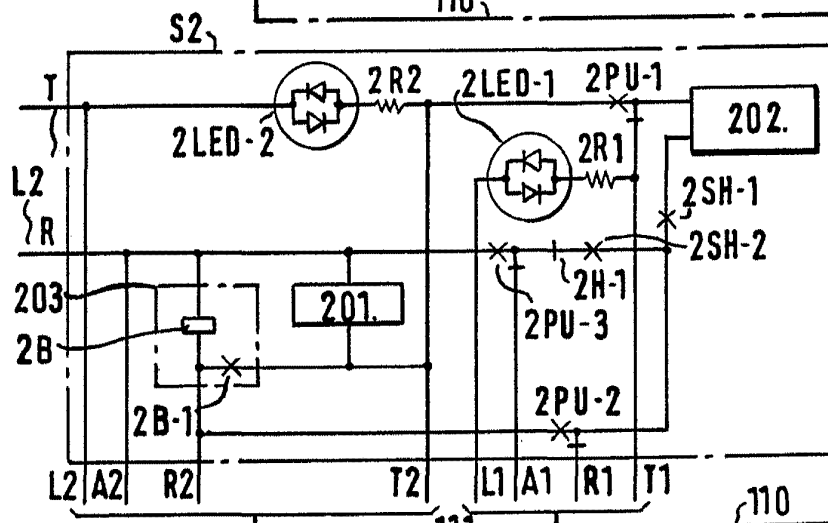 110
S2
T
2LED-2
2R2
2LED-1
2PU-1
202.
2R1
L2
R
2SH-1
2SH-2
203
2B
201.
2H-1
2PU-3
2B-1
2PU-2
L2 A2 R2 T2 L1 A1 R1 T1
110